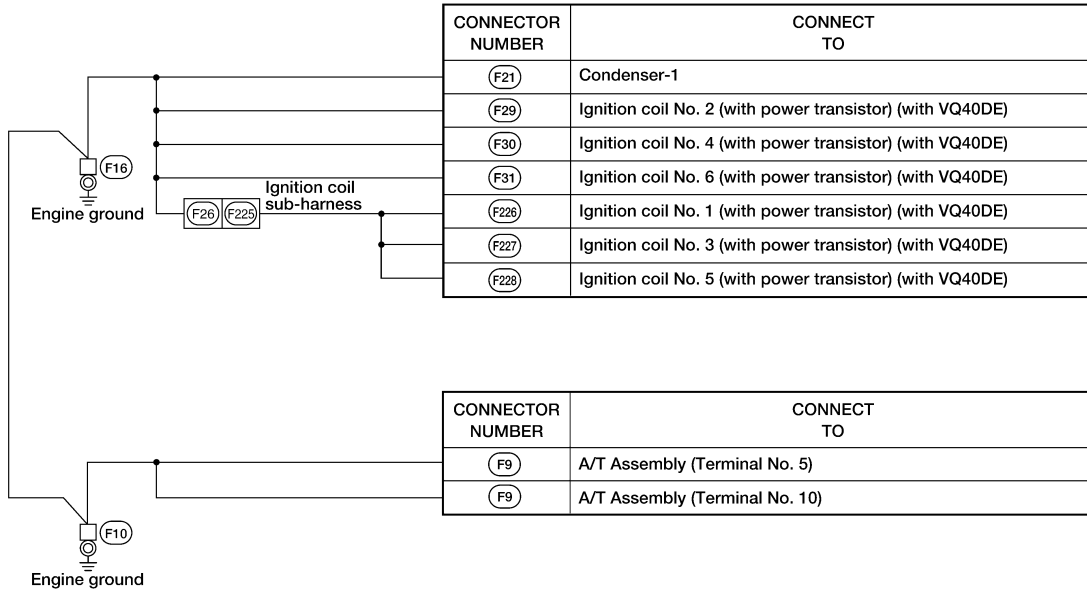 CONNECTOR NUMBER CONNECT TO
F21 Condenser-1
F29 Ignition coil No. 2 (with power transistor) (with VQ40DE)
F30 Ignition coil No. 4 (with power transistor) (with VQ40DE)
F31 Ignition coil No. 6 (with power transistor) (with VQ40DE)
F226 Ignition coil No. 1 (with power transistor) (with VQ40DE)
F227 Ignition coil No. 3 (with power transistor) (with VQ40DE)
F228 Ignition coil No. 5 (with power transistor) (with VQ40DE)
F16
Engine ground
F26 F225
Ignition coil
sub-harness
CONNECTOR NUMBER CONNECT TO
F9 A/T Assembly (Terminal No. 5)
F9 A/T Assembly (Terminal No. 10)
F10
Engine ground